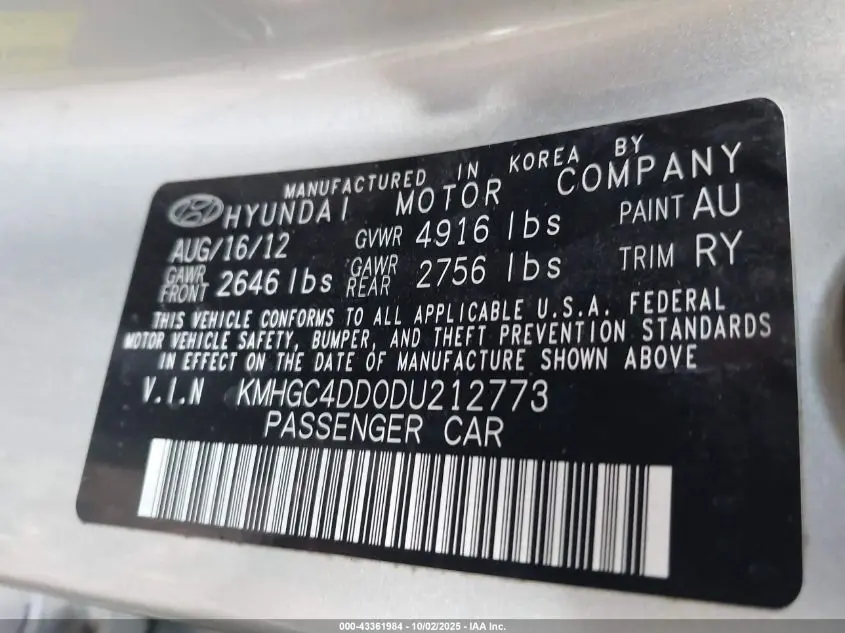 MANUFACTURED IN KOREA BY
HYUNDAI MOTOR COMPANY
AUG/16/12 GVWR 4916 lbs PAINT AU
GAWR FRONT 2646 lbs GAWR REAR 2756 lbs TRIM RY
THIS VEHICLE CONFORMS TO ALL APPLICABLE U.S.A. FEDERAL
MOTOR VEHICLE SAFETY, BUMPER, AND THEFT PREVENTION STANDARDS
IN EFFECT ON THE DATE OF MANUFACTURE SHOWN ABOVE
V.I.N KMHGC4DD0DU212773
PASSENGER CAR
000-43361984 - 10/02/2025 - IAA Inc.